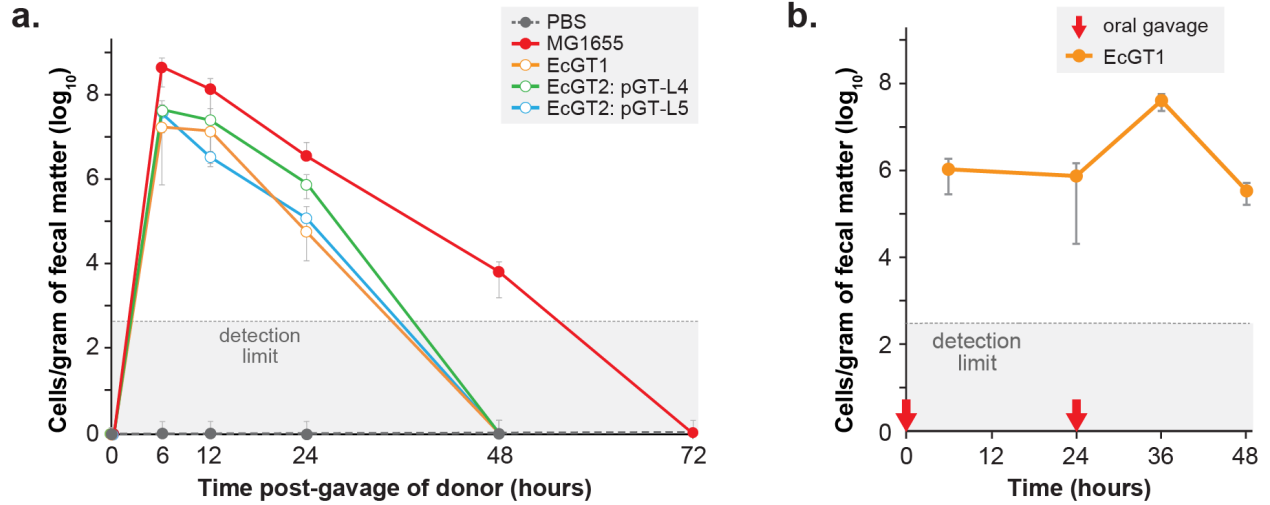 a.
PBS
MG1655
EcGT1
EcGT2: pGT-L4
EcGT2: pGT-L5
Cells/gram of fecal matter (log10)
8
6
4
2
0
detection
limit
0 6 12 24 48 72
Time post-gavage of donor (hours)
b.
oral gavage
EcGT1
Cells/gram of fecal matter (log10)
8
6
4
2
0
detection
limit
0 12 24 36 48
Time (hours)